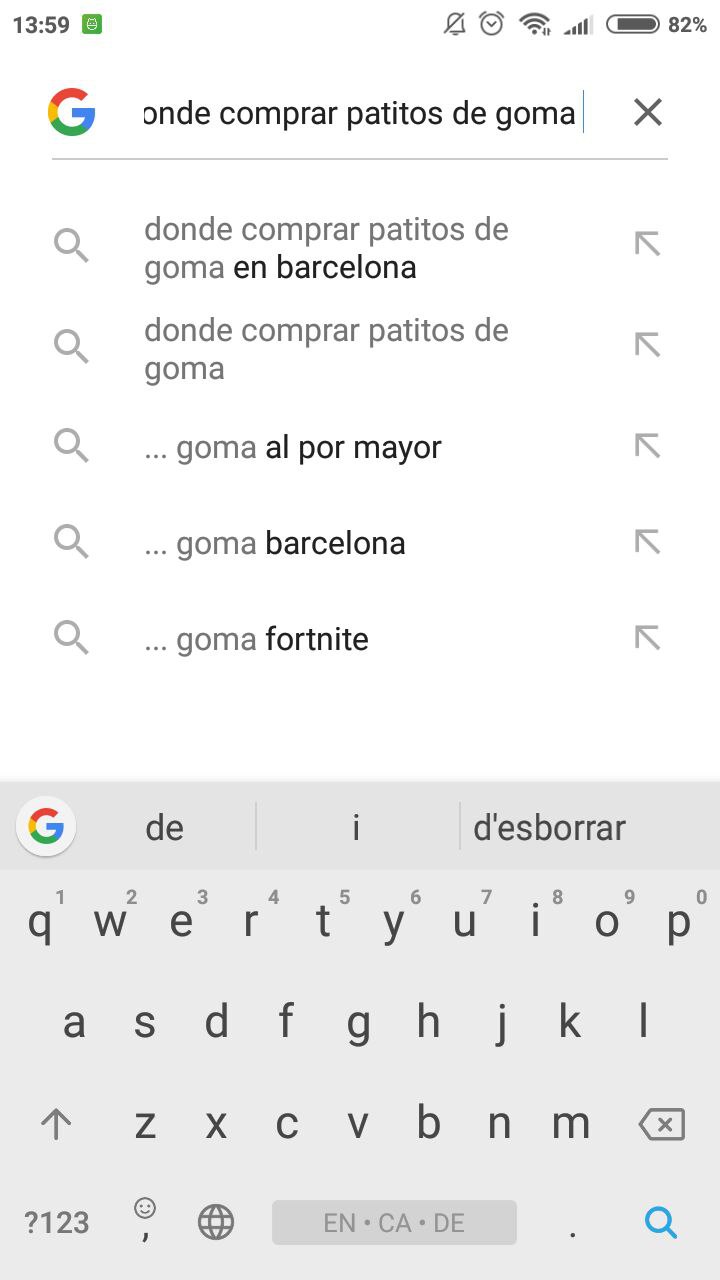 13:59 82%
onde comprar patitos de goma
donde comprar patitos de
goma en barcelona
donde comprar patitos de
goma
... goma al por mayor
... goma barcelona
... goma fortnite
de i d'esborrar
1 2 3 4 5 6 7 8 9 0
q w e r t y u i o p
a s d f g h j k l
z x c v b n m
?123 , EN • CA • DE .